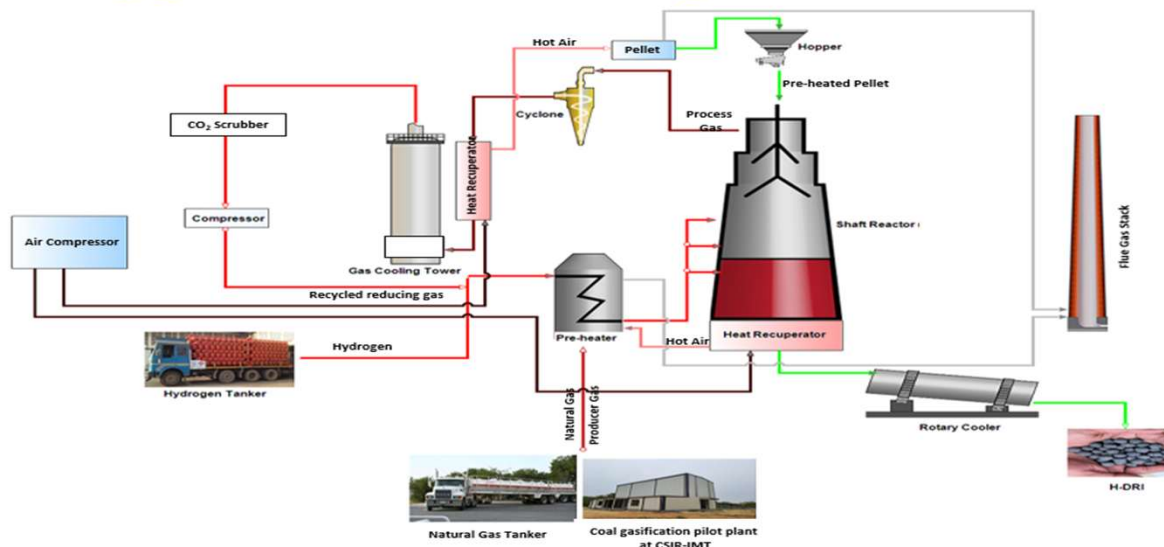 Hot Air
Pellet
Hopper
Pre-heated Pellet
Cyclone
Process
Gas
CO₂ Scrubber
Heat Recuperator
Compressor
Shaft Reactor
Air Compressor
Gas Cooling Tower
Flue Gas Stack
Recycled reducing gas
Hydrogen
Pre-heater
Hot Air
Heat Recuperator
Hydrogen Tanker
Natural Gas
Producer Gas
Rotary Cooler
H-DRI
Natural Gas Tanker
Coal gasification pilot plant
at CSIR-IMT